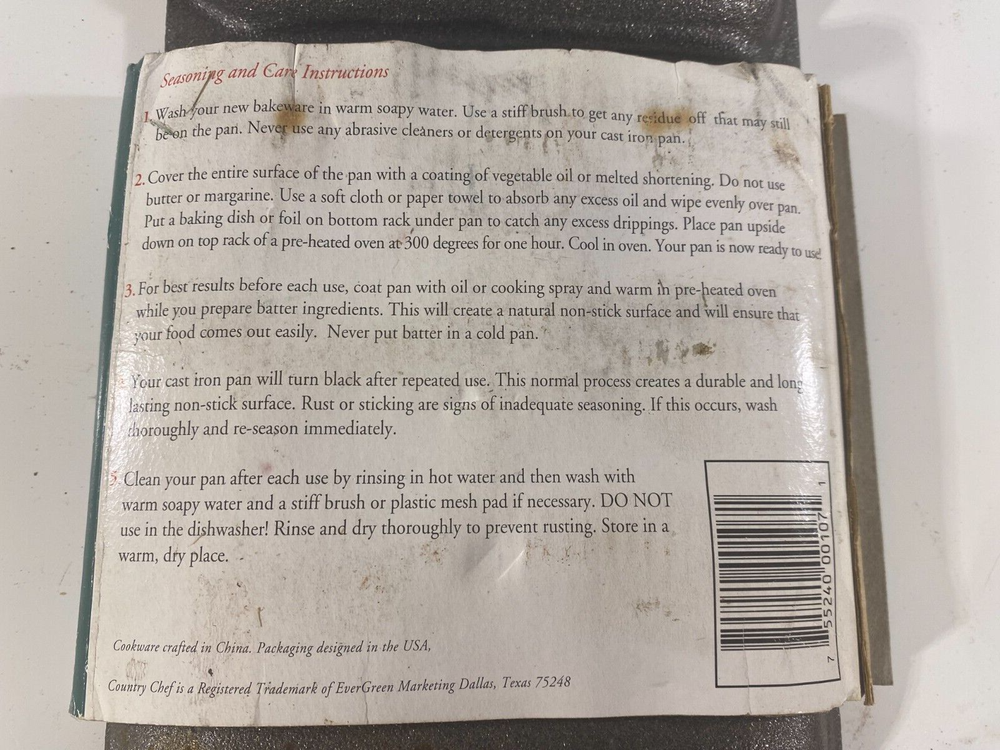 Seasoning and Care Instructions
1. Wash your new bakeware in warm soapy water. Use a stiff brush to get any residue off that may still
be on the pan. Never use any abrasive cleaners or detergents on your cast iron pan.
2. Cover the entire surface of the pan with a coating of vegetable oil or melted shortening. Do not use
butter or margarine. Use a soft cloth or paper towel to absorb any excess oil and wipe evenly over pan.
Put a baking dish or foil on bottom rack under pan to catch any excess drippings. Place pan upside
down on top rack of a pre-heated oven at 300 degrees for one hour. Cool in oven. Your pan is now ready to use!
3. For best results before each use, coat pan with oil or cooking spray and warm in pre-heated oven
while you prepare batter ingredients. This will create a natural non-stick surface and will ensure that
your food comes out easily. Never put batter in a cold pan.
Your cast iron pan will turn black after repeated use. This normal process creates a durable and long
lasting non-stick surface. Rust or sticking are signs of inadequate seasoning. If this occurs, wash
thoroughly and re-season immediately.
5. Clean your pan after each use by rinsing in hot water and then wash with
warm soapy water and a stiff brush or plastic mesh pad if necessary. DO NOT
use in the dishwasher! Rinse and dry thoroughly to prevent rusting. Store in a
warm, dry place.
7 55240 00107 1
Cookware crafted in China. Packaging designed in the USA,
Country Chef is a Registered Trademark of EverGreen Marketing Dallas, Texas 75248